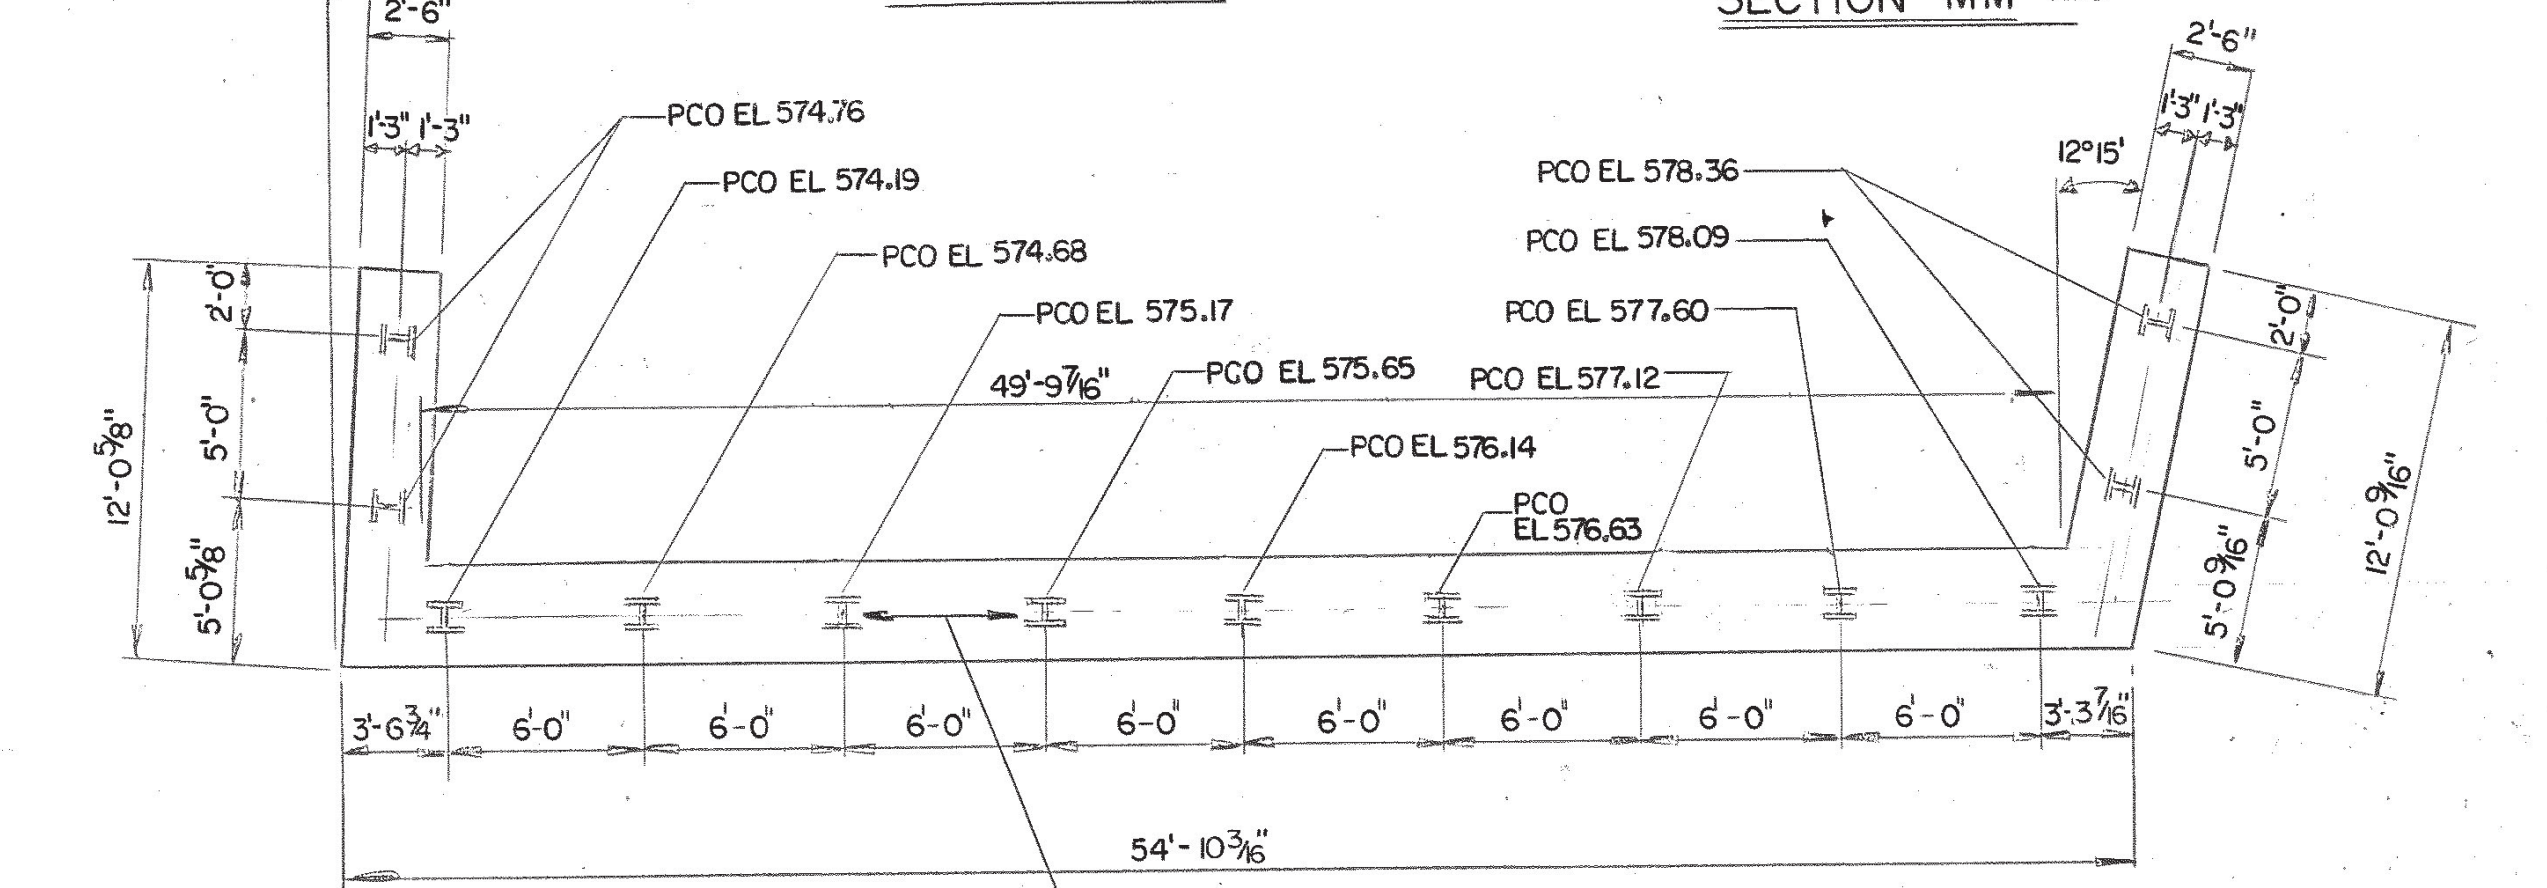 2'-6"
SECTION MM
2'-6"
1'-3" 1'-3"
PCO EL 574.76
1'-3" 1'-3"
12°15'
PCO EL 574.19
PCO EL 578.36
PCO EL 574.68
PCO EL 578.09
2'-0"
PCO EL 575.17
PCO EL 577.60
2'-0"
49'-9 7/16"
PCO EL 575.65
PCO EL 577.12
5'-0"
12'-0 5/8"
PCO EL 576.14
5'-0"
12'-0 9/16"
PCO
EL 576.63
5'-0 5/8"
5'-0 9/16"
3'-6 3/4" 6'-0" 6'-0" 6'-0" 6'-0" 6'-0" 6'-0" 6'-0" 6'-0" 3'-3 7/16"
54'-10 3/16"